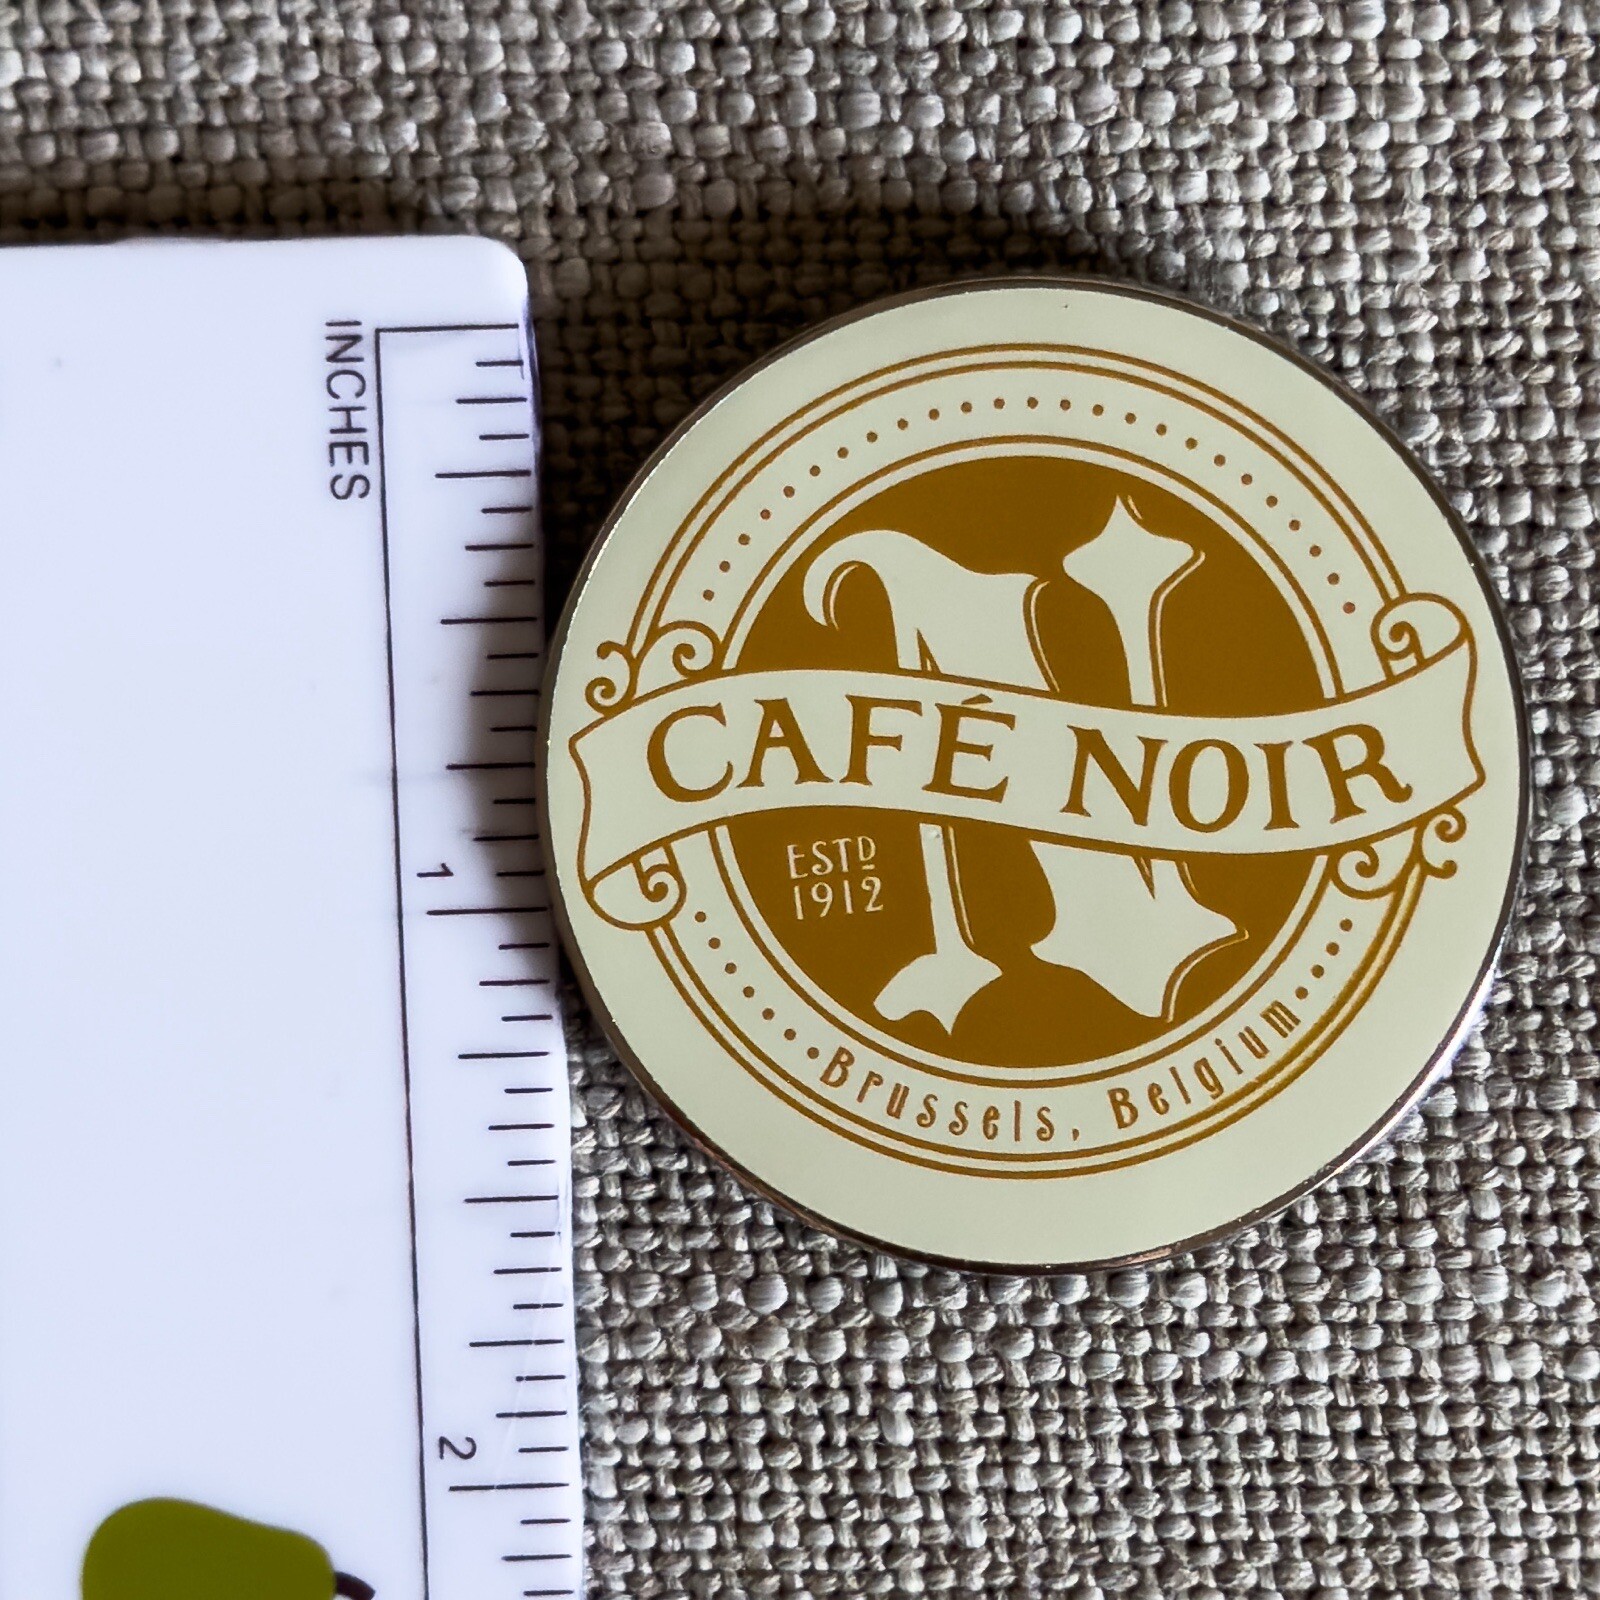 INCHES
1
2
CAFÉ NOIR
ESTD
1912
Brussels, Belgium